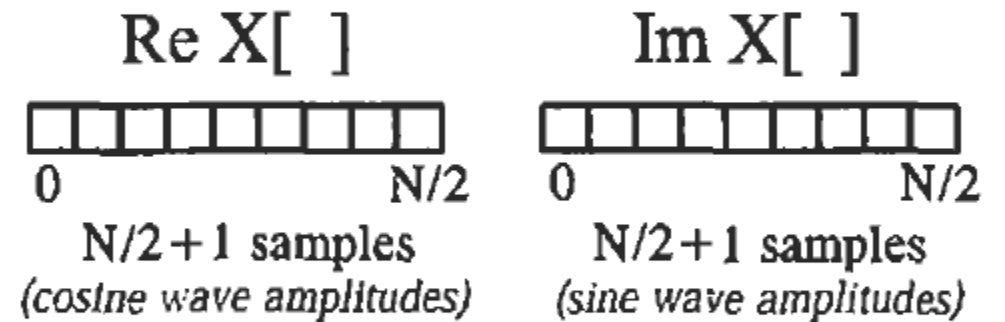 Re X[ ]
Im X[ ]
0
N/2
0
N/2
N/2+1 samples
(cosine wave amplitudes)
N/2+1 samples
(sine wave amplitudes)